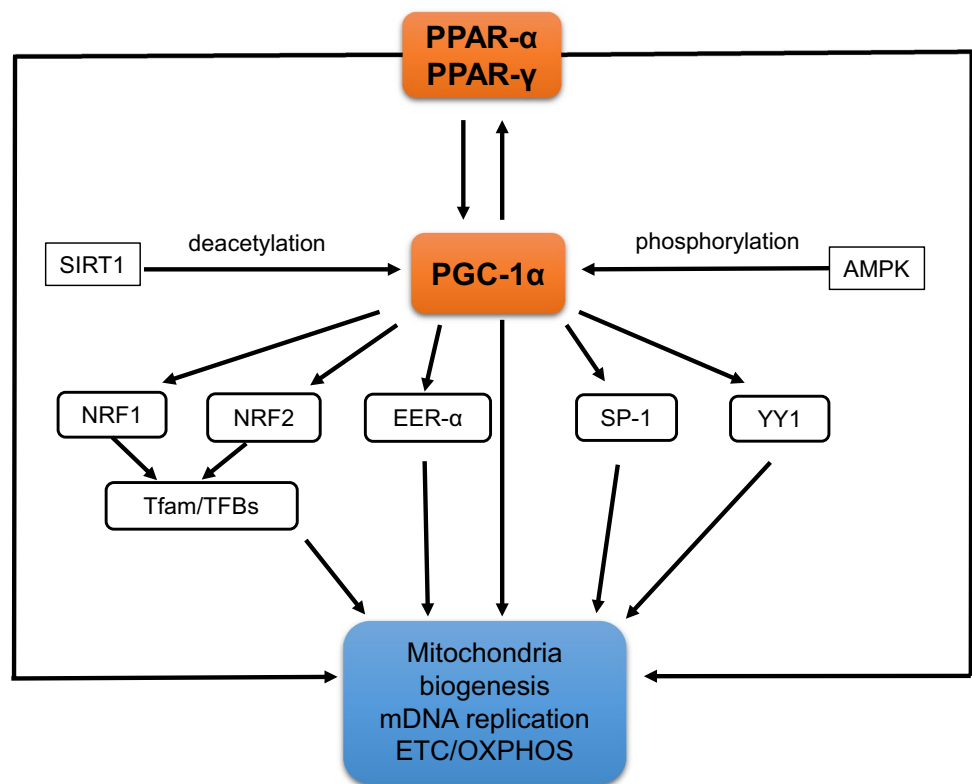 PPAR-α
PPAR-γ
deacetylation
phosphorylation
SIRT1
PGC-1α
AMPK
NRF1
NRF2
EER-α
SP-1
YY1
Tfam/TFBs
Mitochondria
biogenesis
mDNA replication
ETC/OXPHOS